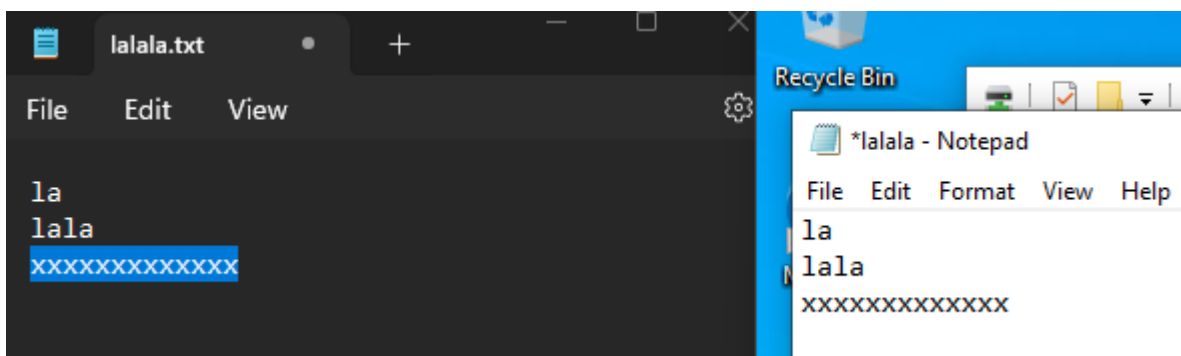 lalala.txt
File Edit View
la
lala
xxxxxxxxxxxxx
Recycle Bin
*lalala - Notepad
File Edit Format View Help
la
lala
xxxxxxxxxxxxx